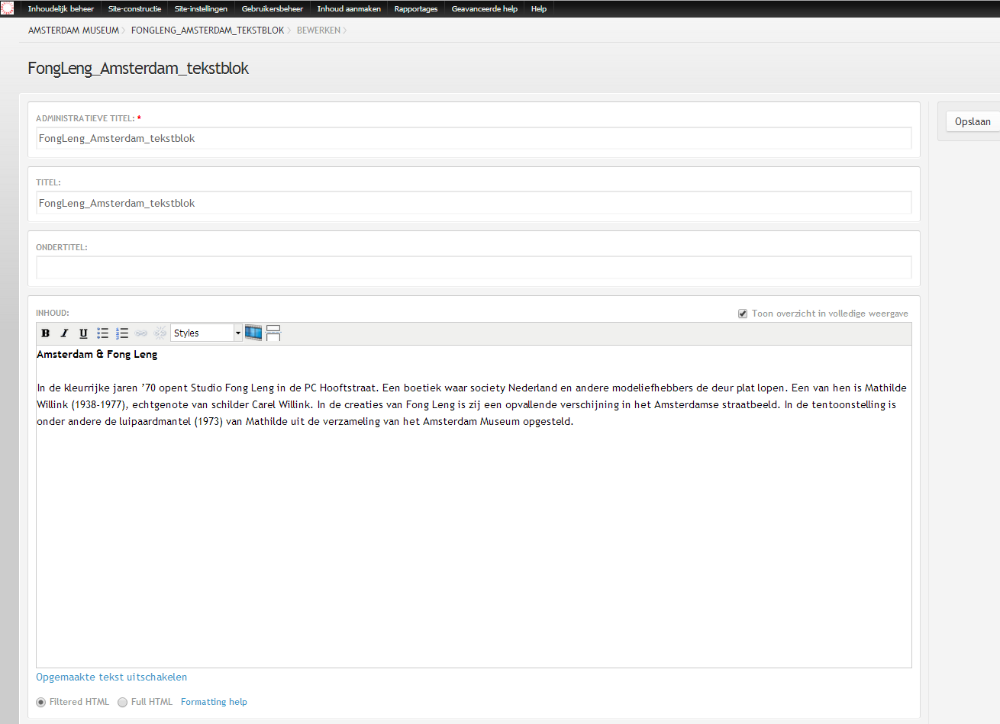 Inhoudelijk beheer Site-constructie Site-instellingen Gebruikersbeheer Inhoud aanmaken Rapportages Geavanceerde help Help
AMSTERDAM MUSEUM FONGLENG_AMSTERDAM_TEKSTBLOK BEWERKEN
FongLeng_Amsterdam_tekstblok
ADMINISTRATIEVE TITEL: *
FongLeng_Amsterdam_tekstblok
Opslaan
TITEL:
FongLeng_Amsterdam_tekstblok
ONDERTITEL:
INHOUD:
Toon overzicht in volledige weergave
B I U Styles
Amsterdam & Fong Leng
In de kleurrijke jaren ’70 opent Studio Fong Leng in de PC Hooftstraat. Een boetiek waar society Nederland en andere modeliefhebbers de deur plat lopen. Een van hen is Mathilde
Willink (1938-1977), echtgenote van schilder Carel Willink. In de creaties van Fong Leng is zij een opvallende verschijning in het Amsterdamse straatbeeld. In de tentoonstelling is
onder andere de luipaardmantel (1973) van Mathilde uit de verzameling van het Amsterdam Museum opgesteld.
Opgemaakte tekst uitschakelen
Filtered HTML Full HTML Formatting help